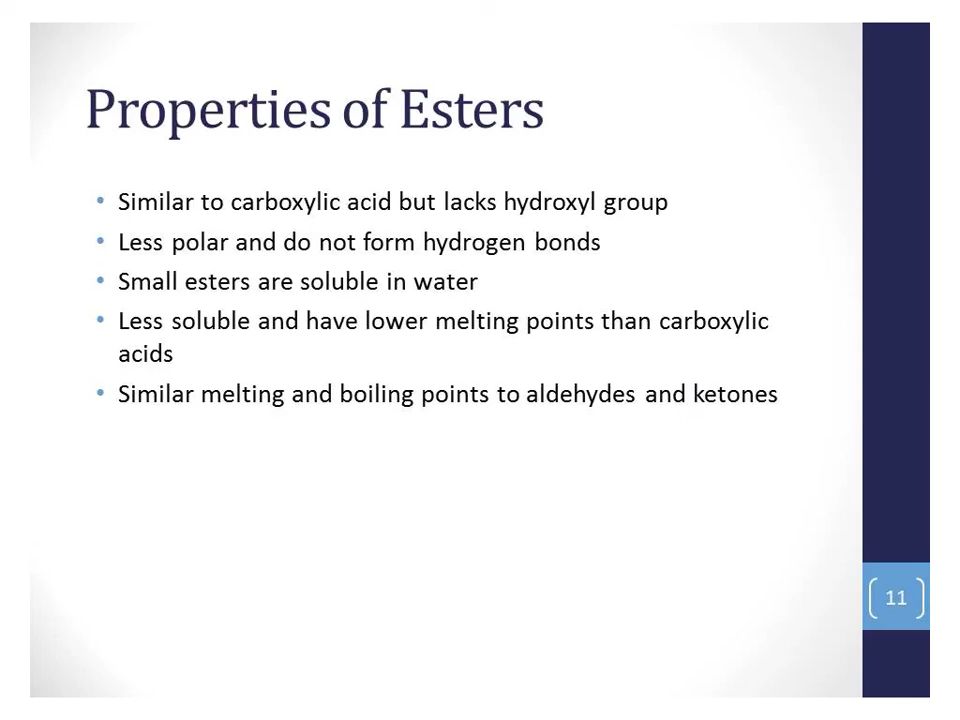 Properties of Esters
• Similar to carboxylic acid but lacks hydroxyl group
• Less polar and do not form hydrogen bonds
• Small esters are soluble in water
• Less soluble and have lower melting points than carboxylic
acids
• Similar melting and boiling points to aldehydes and ketones
11